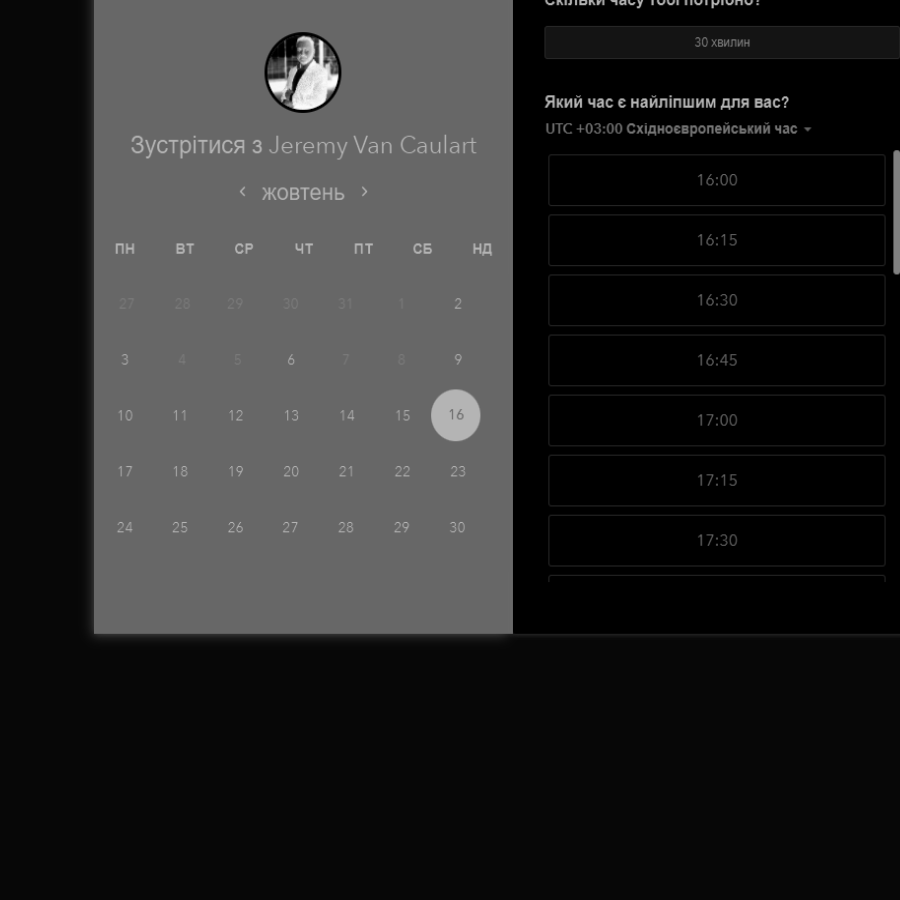 Зустрітися з Jeremy Van Caulart
‹ жовтень ›
ПН ВТ СР ЧТ ПТ СБ НД
27 28 29 30 31 1 2
3 4 5 6 7 8 9
10 11 12 13 14 15 16
17 18 19 20 21 22 23
24 25 26 27 28 29 30
Скільки часу тобі потрібно?
30 хвилин
Який час є найліпшим для вас?
UTC +03:00 Східноєвропейський час
16:00
16:15
16:30
16:45
17:00
17:15
17:30